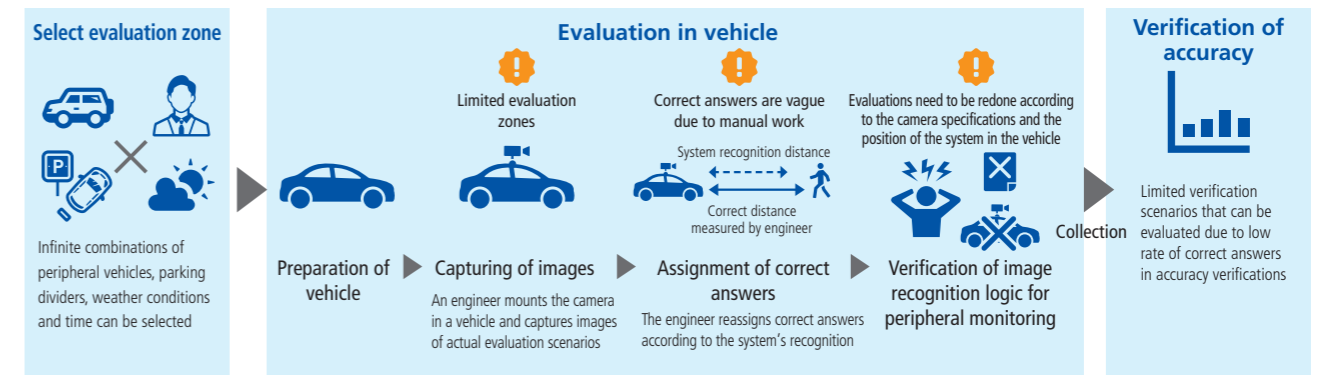 Select evaluation zone
P
Infinite combinations of
peripheral vehicles, parking
dividers, weather conditions
and time can be selected
Evaluation in vehicle
!
Limited evaluation
zones
!
Correct answers are vague
due to manual work
!
Evaluations need to be redone according
to the camera specifications and the
position of the system in the vehicle
System recognition distance
Correct distance
measured by engineer
Preparation of
vehicle
Capturing of images
An engineer mounts the camera
in a vehicle and captures images
of actual evaluation scenarios
Assignment of correct
answers
The engineer reassigns correct answers
according to the system's recognition
Verification of image
recognition logic for
peripheral monitoring
Collection
Verification of
accuracy
Limited verification
scenarios that can be
evaluated due to low
rate of correct answers
in accuracy verifications